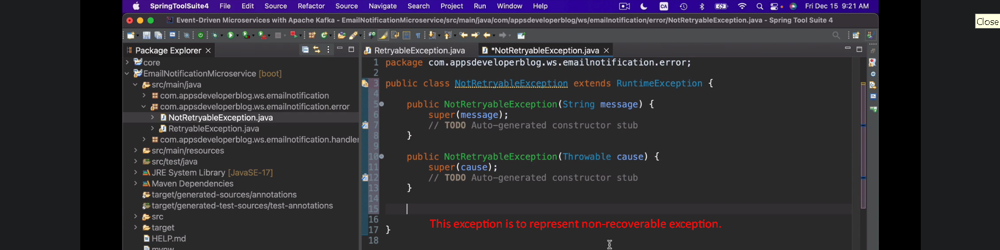 SpringToolSuite4 File Edit Source Refactor Source Navigate Search Project Run Window Help CA Fri Dec 15 9:21 AM
Event-Driven Microservices with Apache Kafka - EmailNotificationMicroservice/src/main/java/com/appsdeveloperblog/ws/emailnotification/error/NotRetryableException.java - Spring Tool Suite 4
Close
Package Explorer
core
EmailNotificationMicroservice [boot]
src/main/java
com.appsdeveloperblog.ws.emailnotification
com.appsdeveloperblog.ws.emailnotification.error
NotRetryableException.java
RetryableException.java
com.appsdeveloperblog.ws.emailnotification.handler
src/main/resources
src/test/java
JRE System Library [JavaSE-17]
Maven Dependencies
target/generated-sources/annotations
target/generated-test-sources/test-annotations
src
target
HELP.md
mvnw
RetryableException.java *NotRetryableException.java
1 package com.appsdeveloperblog.ws.emailnotification.error;
2
3 public class NotRetryableException extends RuntimeException {
4
5 public NotRetryableException(String message) {
6 super(message);
7 // TODO Auto-generated constructor stub
8 }
9
10 public NotRetryableException(Throwable cause) {
11 super(cause);
12 // TODO Auto-generated constructor stub
13 }
14
15
16
This exception is to represent non-recoverable exception.
17 }
18